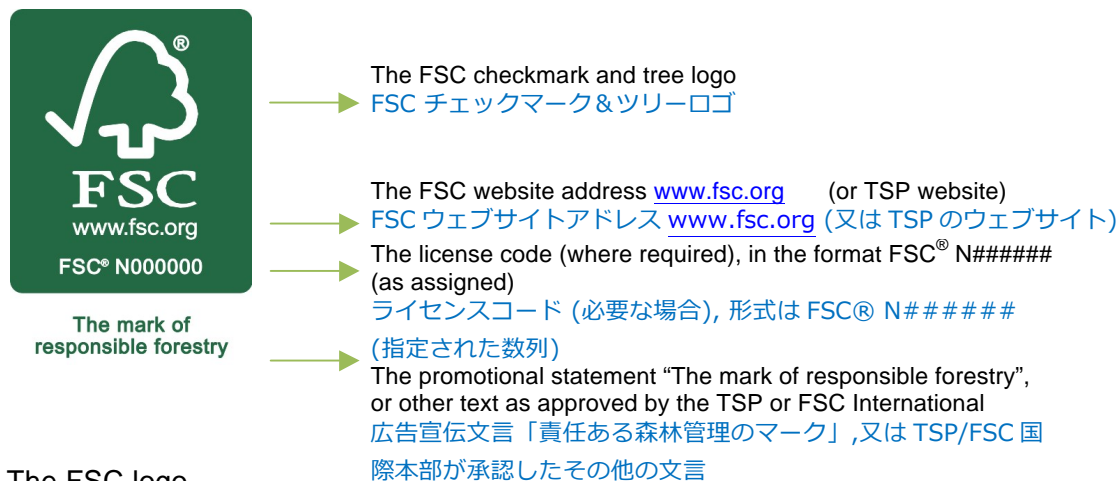 ®
FSC
www.fsc.org
FSC® N000000
The mark of
responsible forestry
The FSC checkmark and tree logo
FSC チェックマーク＆ツリーロゴ
The FSC website address www.fsc.org (or TSP website)
FSC ウェブサイトアドレス www.fsc.org (又は TSP のウェブサイト)
The license code (where required), in the format FSC® N######
(as assigned)
ライセンスコード (必要な場合), 形式は FSC® N＃＃＃＃＃＃
(指定された数列)
The promotional statement “The mark of responsible forestry”,
or other text as approved by the TSP or FSC International
広告宣伝文言「責任ある森林管理のマーク」,又は TSP/FSC 国
際本部が承認したその他の文言
The FSC logo